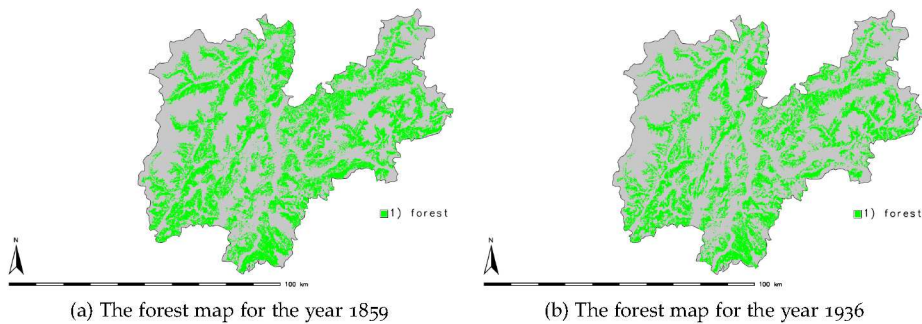 1) forest
N
100 km
(a) The forest map for the year 1859
1) forest
N
100 km
(b) The forest map for the year 1936